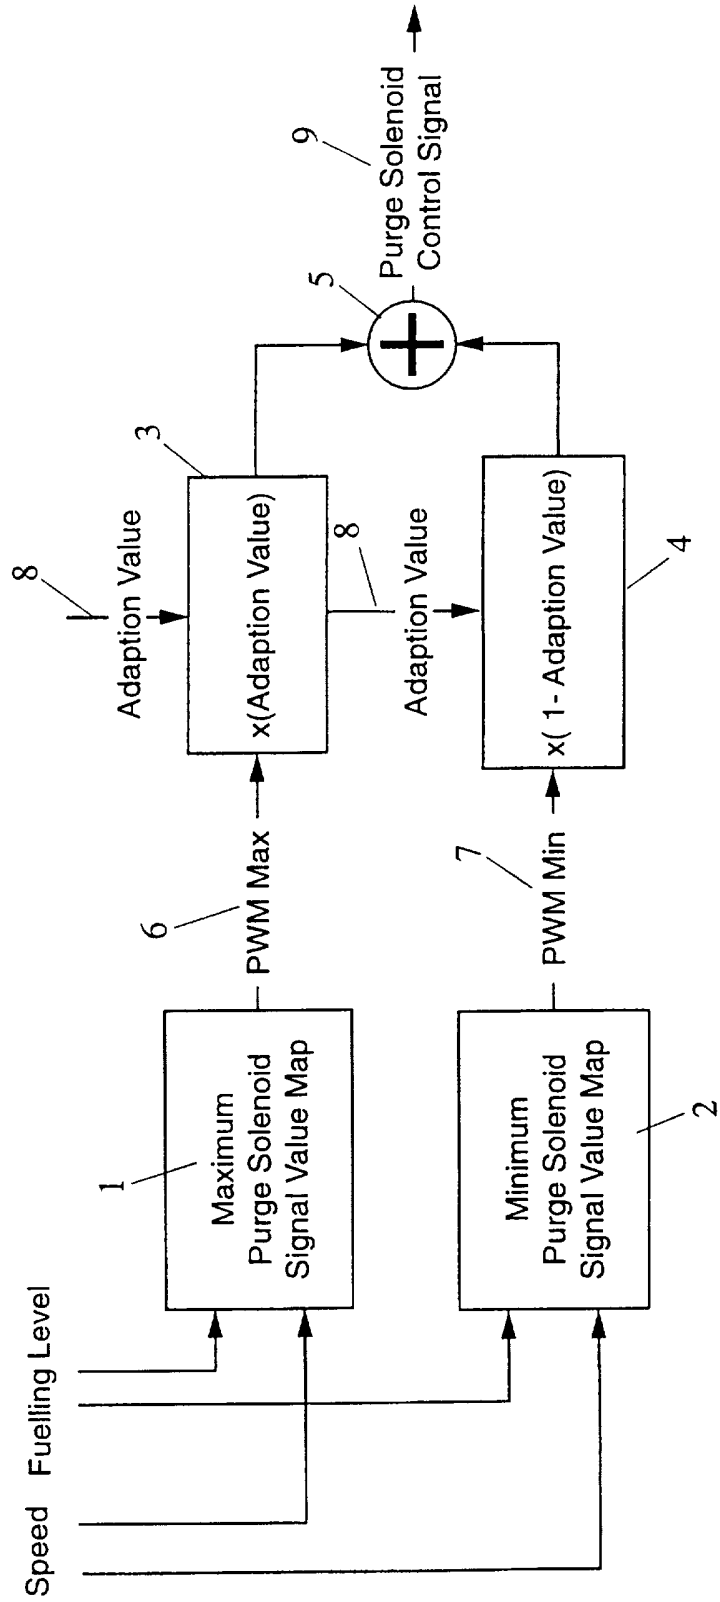 Speed
Fuelling Level
1
Maximum
Purge Solenoid
Signal Value Map
2
Minimum
Purge Solenoid
Signal Value Map
6
PWM Max
7
PWM Min
8
Adaption Value
3
x(Adaption Value)
8
Adaption Value
4
x( 1- Adaption Value)
5
+
9
Purge Solenoid
Control Signal